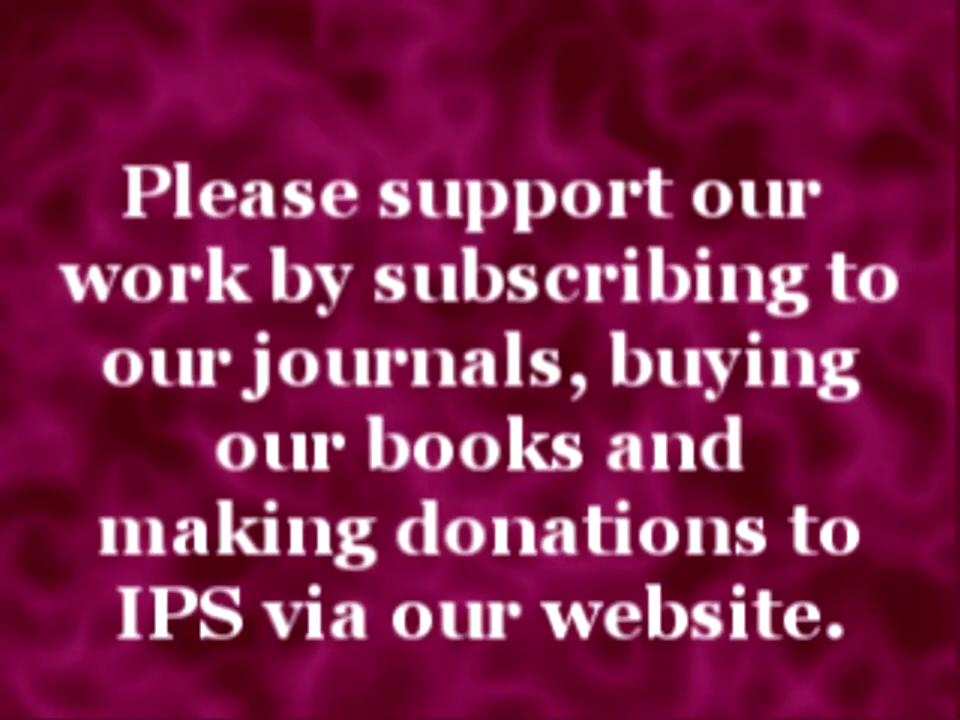 Please support our
work by subscribing to
our journals, buying
our books and
making donations to
IPS via our website.